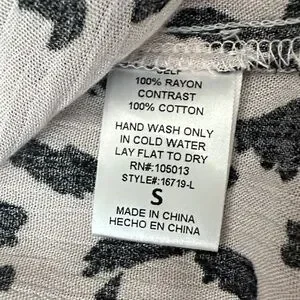 SELF
100% RAYON
CONTRAST
100% COTTON
HAND WASH ONLY
IN COLD WATER
LAY FLAT TO DRY
RN#:105013
STYLE#:16719-L
S
MADE IN CHINA
HECHO EN CHINA